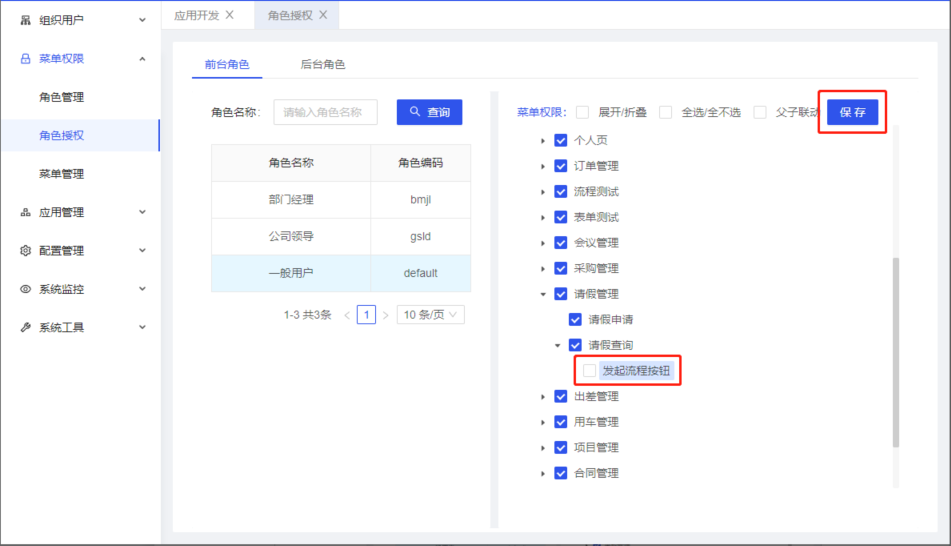 组织用户
应用开发 X
角色授权 X
菜单权限
角色管理
角色授权
菜单管理
应用管理
配置管理
系统监控
系统工具
前台角色
后台角色
角色名称:
请输入角色名称
查询
角色名称
角色编码
部门经理
bmjl
公司领导
gsld
一般用户
default
1-3 共3条
1
10 条/页
菜单权限:
展开/折叠
全选/全不选
父子联动
保 存
个人页
订单管理
流程测试
表单测试
会议管理
采购管理
请假管理
请假申请
请假查询
发起流程按钮
出差管理
用车管理
项目管理
合同管理